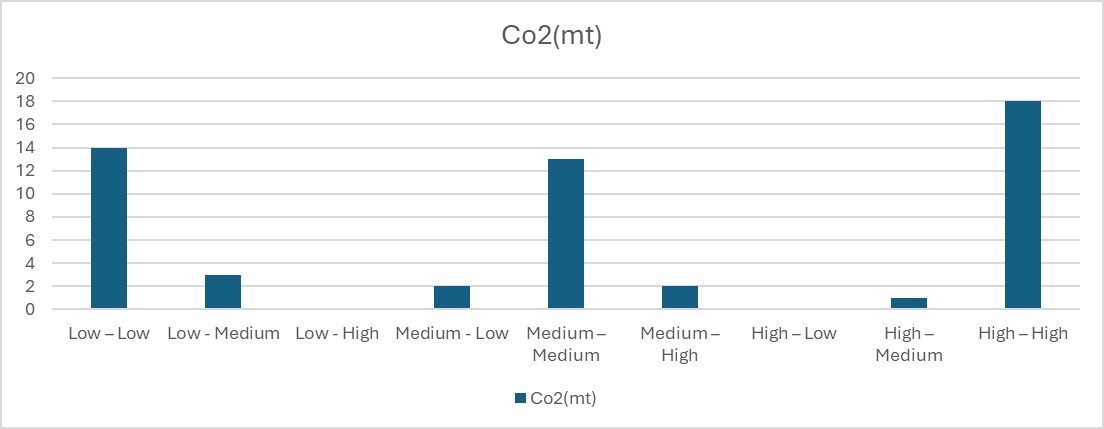 Co2(mt)
20
18
16
14
12
10
8
6
4
2
0
Low – Low
Low - Medium
Low - High
Medium - Low
Medium –
Medium
Medium –
High
High – Low
High –
Medium
High – High
Co2(mt)